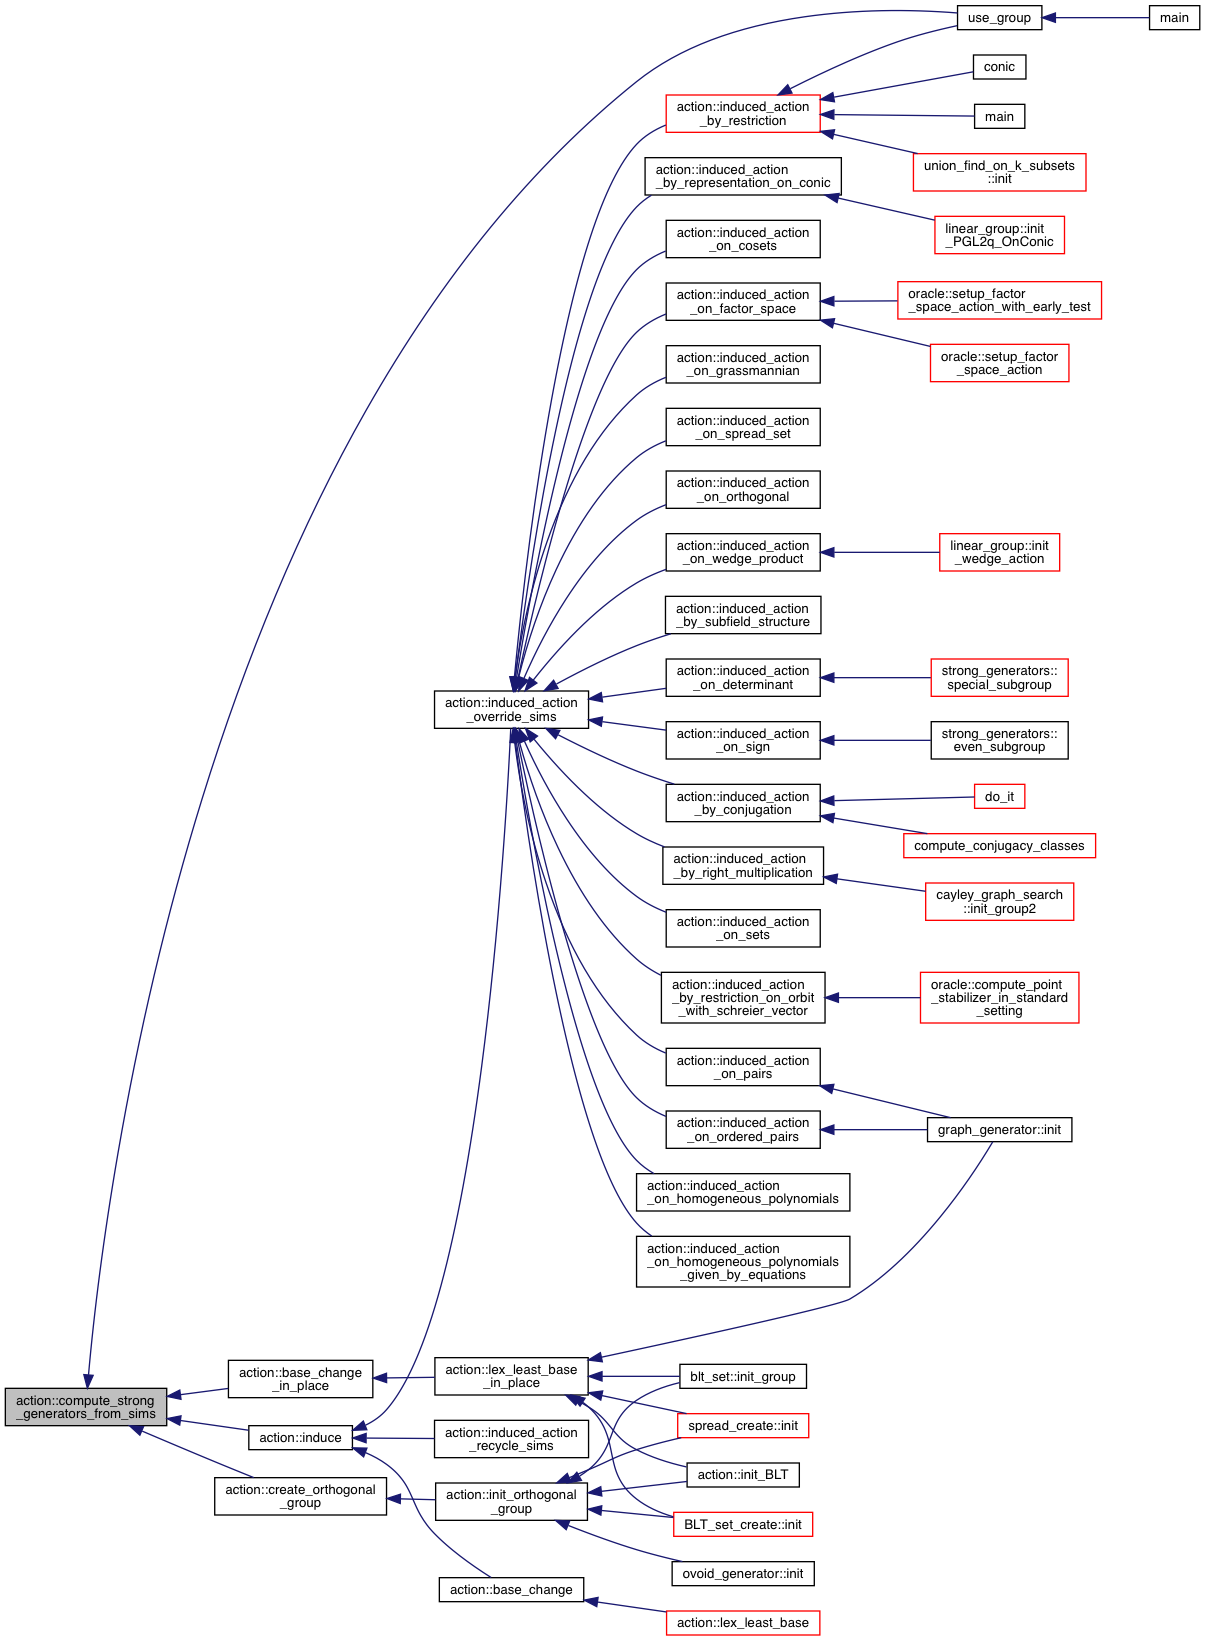 use_group
main
conic
action::induced_action
_by_restriction
main
union_find_on_k_subsets
::init
action::induced_action
_by_representation_on_conic
linear_group::init
_PGL2q_OnConic
action::induced_action
_on_cosets
action::induced_action
_on_factor_space
oracle::setup_factor
_space_action_with_early_test
oracle::setup_factor
_space_action
action::induced_action
_on_grassmannian
action::induced_action
_on_spread_set
action::induced_action
_on_orthogonal
action::induced_action
_on_wedge_product
linear_group::init
_wedge_action
action::induced_action
_by_subfield_structure
action::induced_action
_on_determinant
strong_generators::
special_subgroup
action::induced_action
_override_sims
action::induced_action
_on_sign
strong_generators::
even_subgroup
action::induced_action
_by_conjugation
do_it
compute_conjugacy_classes
action::induced_action
_by_right_multiplication
cayley_graph_search
::init_group2
action::induced_action
_on_sets
action::induced_action
_by_restriction_on_orbit
_with_schreier_vector
oracle::compute_point
_stabilizer_in_standard
_setting
action::induced_action
_on_pairs
action::induced_action
_on_ordered_pairs
graph_generator::init
action::induced_action
_on_homogeneous_polynomials
action::induced_action
_on_homogeneous_polynomials
_given_by_equations
action::compute_strong
_generators_from_sims
action::base_change
_in_place
action::lex_least_base
_in_place
blt_set::init_group
spread_create::init
action::induce
action::induced_action
_recycle_sims
action::init_BLT
action::create_orthogonal
_group
action::init_orthogonal
_group
BLT_set_create::init
ovoid_generator::init
action::base_change
action::lex_least_base